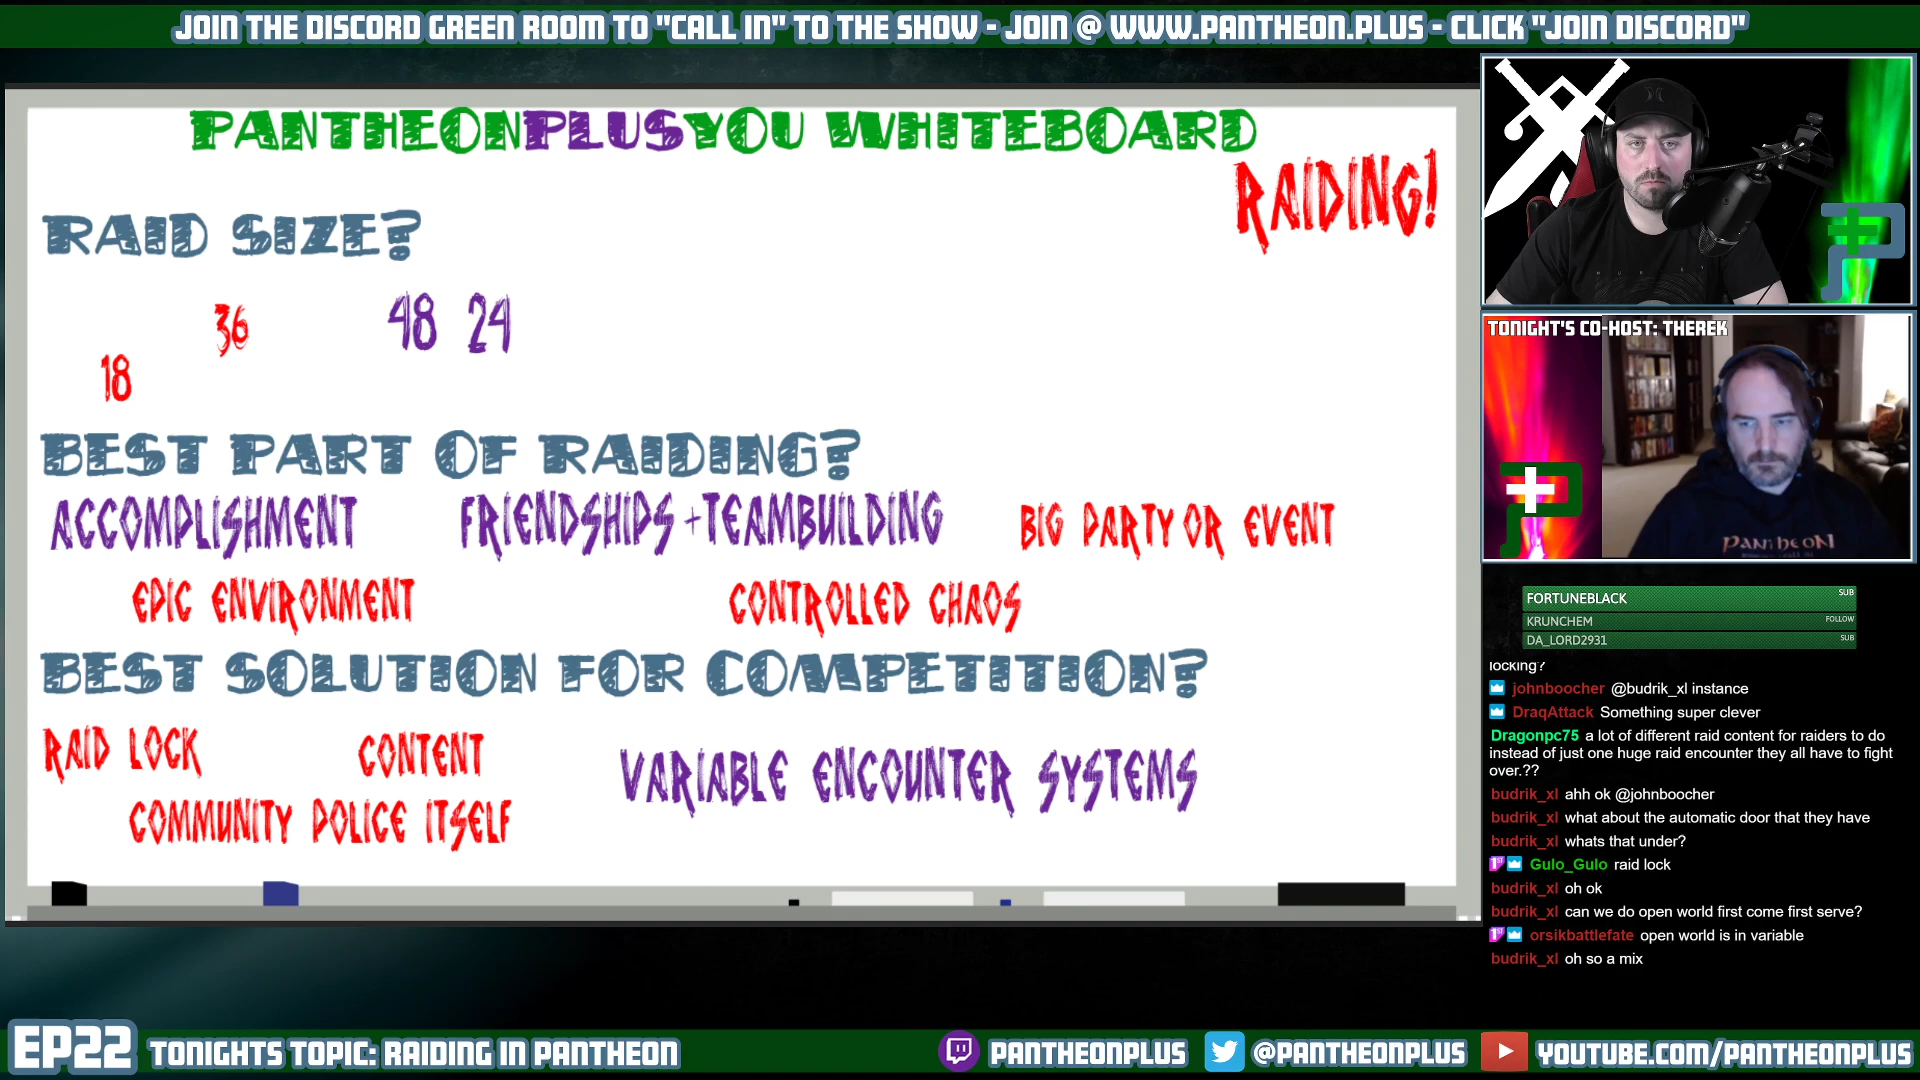 JOIN THE DISCORD GREEN ROOM TO "CALL IN" TO THE SHOW - JOIN @ WWW.PANTHEON.PLUS - CLICK "JOIN DISCORD"
PANTHEONPLUSYOU WHITEBOARD
RAIDING!
RAID SIZE?
36
48 24
18
BEST PART OF RAIDING?
ACCOMPLISHMENT
FRIENDSHIPS+TEAMBUILDING
BIG PARTY OR EVENT
EPIC ENVIRONMENT
CONTROLLED CHAOS
BEST SOLUTION FOR COMPETITION?
RAID LOCK
CONTENT
VARIABLE ENCOUNTER SYSTEMS
COMMUNITY POLICE ITSELF
TONIGHT'S CO-HOST: THEREK
PANTHEON
FORTUNEBLACK SUB
KRUNCHEM FOLLOW
DA_LORD2931 SUB
locking?
johnboocher @budrik_xl instance
DraqAttack Something super clever
Dragonpc75 a lot of different raid content for raiders to do
instead of just one huge raid encounter they all have to fight
over.??
budrik_xl ahh ok @johnboocher
budrik_xl what about the automatic door that they have
budrik_xl whats that under?
Gulo_Gulo raid lock
budrik_xl oh ok
budrik_xl can we do open world first come first serve?
orsikbattlefate open world is in variable
budrik_xl oh so a mix
EP22 TONIGHTS TOPIC: RAIDING IN PANTHEON
PANTHEONPLUS
@PANTHEONPLUS
YOUTUBE.COM/PANTHEONPLUS